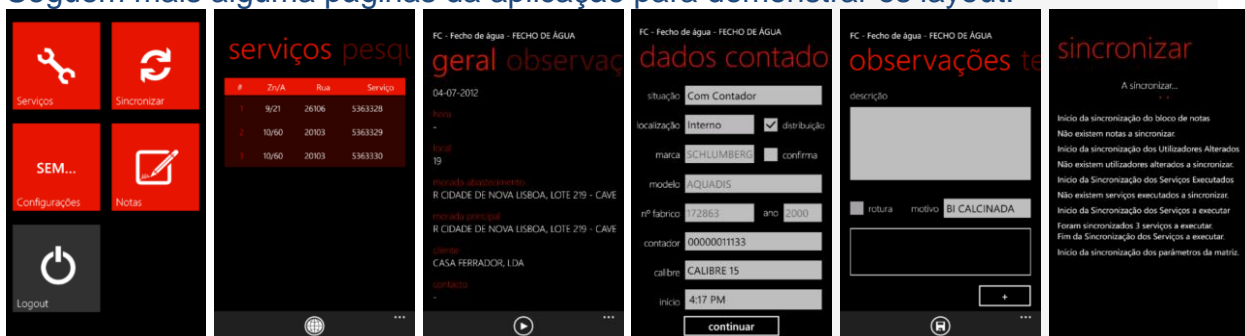 Seguem mais alguma páginas da aplicação para demonstrar os layout.
Serviços
Sincronizar
SEM...
Configurações
Notas
Logout
serviços pesqu
# Zn/A Rua Serviço
1 9/21 26106 5363328
2 10/60 20103 5363329
3 10/60 20103 5363330
...
FC - Fecho de água - FECHO DE ÁGUA
geral observaç
04-07-2012
hora
-
local
19
morada abastecimento
R CIDADE DE NOVA LISBOA, LOTE 219 - CAVE
morada principal
R CIDADE DE NOVA LISBOA, LOTE 219 - CAVE
cliente
CASA FERRADOR, LDA
contacto
-
...
FC - Fecho de água - FECHO DE ÁGUA
dados contado
situação Com Contador
localização Interno distribuição
marca SCHLUMBERG confirma
modelo AQUADIS
nº fabrico 172863 ano 2000
contador 00000011133
calibre CALIBRE 15
início 4:17 PM
continuar
FC - Fecho de água - FECHO DE ÁGUA
observações te
descrição
rotura motivo BI CALCINADA
+
...
sincronizar
A sincronizar...
Inicio da sincronização do bloco de notas
Não existem notas a sincronizar.
Inicio da sincronização dos Utilizadores Alterados
Não existem utilizadores alterados a sincronizar.
Inicio da Sincronização dos Serviços Executados
Não existem serviços executados a sincronizar.
Inicio da Sincronização dos Serviços a executar
Foram sincronizados 3 serviços a executar.
Fim da Sincronização dos Serviços a executar.
Inicio da sincronização dos parâmetros da matriz.